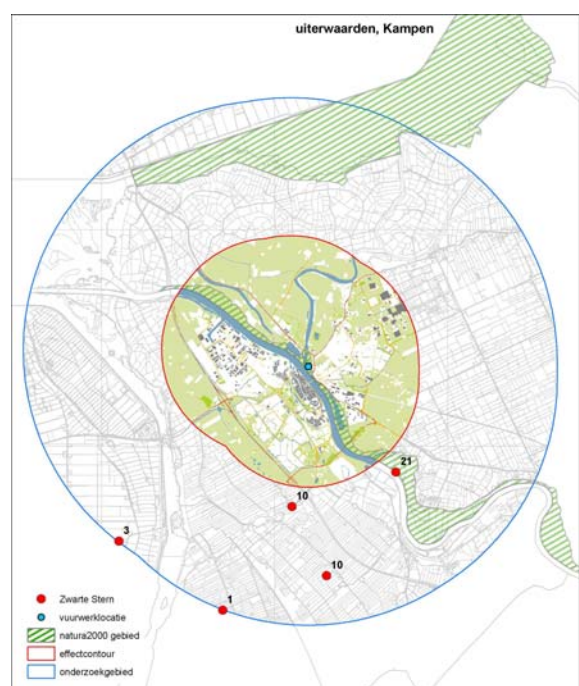 uiterwaarden, Kampen
21
10
3
10
1
Zwarte Stern
vuurwerklocatie
natura2000 gebied
effectcontour
onderzoekgebied